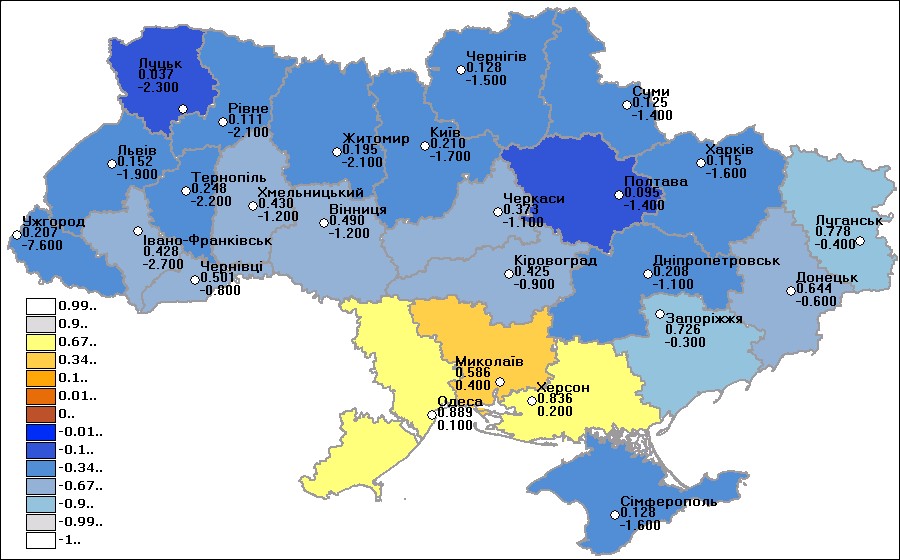 Чернігів
0.128
-1.500
Луцьк
0.037
-2.300
Суми
0.125
-1.400
Рівне
0.111
-2.100
Житомир
0.195
-2.100
Київ
0.210
-1.700
Харків
0.115
-1.600
Львів
0.152
-1.900
Тернопіль
0.248
-2.200
Хмельницький
0.430
-1.200
Вінниця
0.490
-1.200
Черкаси
0.373
-1.100
Полтава
0.095
-1.400
Ужгород
0.207
-7.600
Івано-Франківськ
0.428
-2.700
Чернівці
0.501
-0.800
Кіровоград
0.425
-0.900
Дніпропетровськ
0.208
-1.100
Луганськ
0.778
-0.400
Донецьк
0.644
-0.600
Запоріжжя
0.726
-0.300
Миколаїв
0.586
0.400
Херсон
0.836
0.200
Одеса
0.889
0.100
Сімферополь
0.128
-1.600
0.99..
0.9..
0.67..
0.34..
0.1..
0.01..
0..
-0.01..
-0.1..
-0.34..
-0.67..
-0.9..
-0.99..
-1..